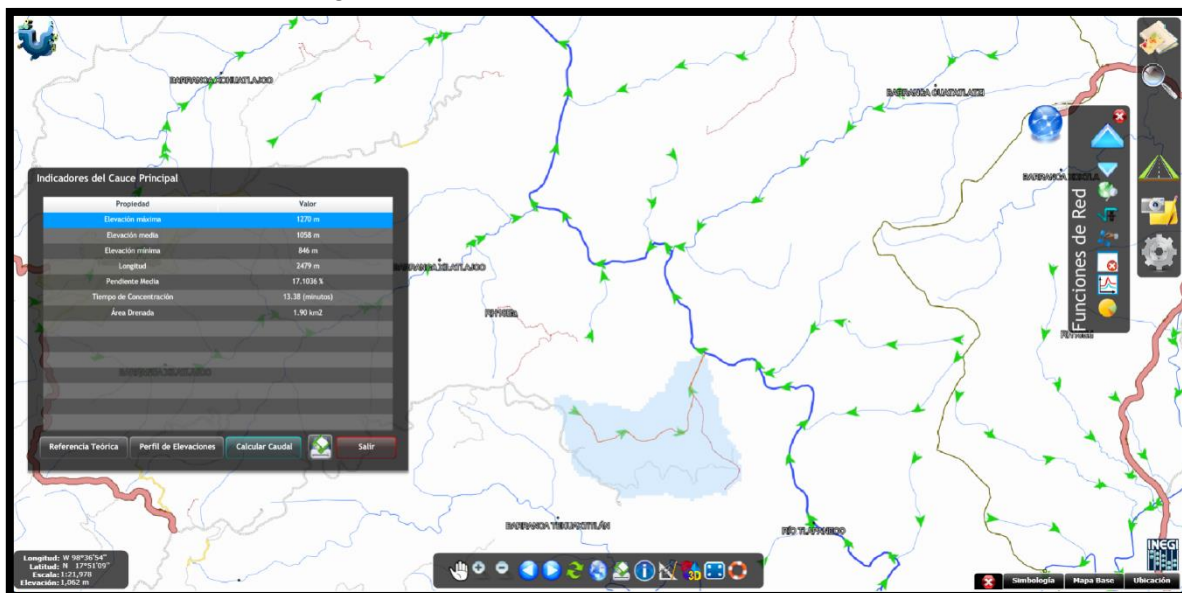 BARRANCA XOHUATLAJCO
Indicadores del Cauce Principal
Propiedad Valor
Elevación máxima 1270 m
Elevación media 1058 m
Elevación mínima 846 m
Longitud 2479 m
Pendiente Media 17.1036 %
Tiempo de Concentración 13.38 (minutos)
Área Drenada 1.90 km2
Referencia Teórica Perfil de Elevaciones Calcular Caudal Salir
BARRANCA TEHUAXTITLÁN
RÍO TLAPANECO
Funciones de Red
Longitud: W 98°36'54"
Latitud: N 17°51'09"
Escala: 1:21,978
Elevación: 1,062 m
3D
INEGI
Simbología Mapa Base Ubicación